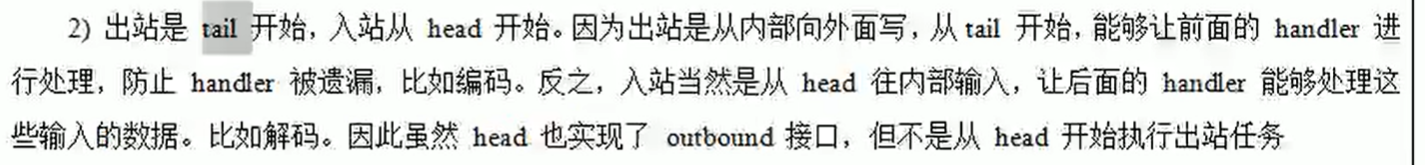 2) 出站是 tail 开始，入站从 head 开始。因为出站是从内部向外面写，从 tail 开始，能够让前面的 handler 进
行处理，防止 handler 被遗漏，比如编码。反之，入站当然是从 head 往内部输入，让后面的 handler 能够处理这
些输入的数据。比如解码。因此虽然 head 也实现了 outbound 接口，但不是从 head 开始执行出站任务